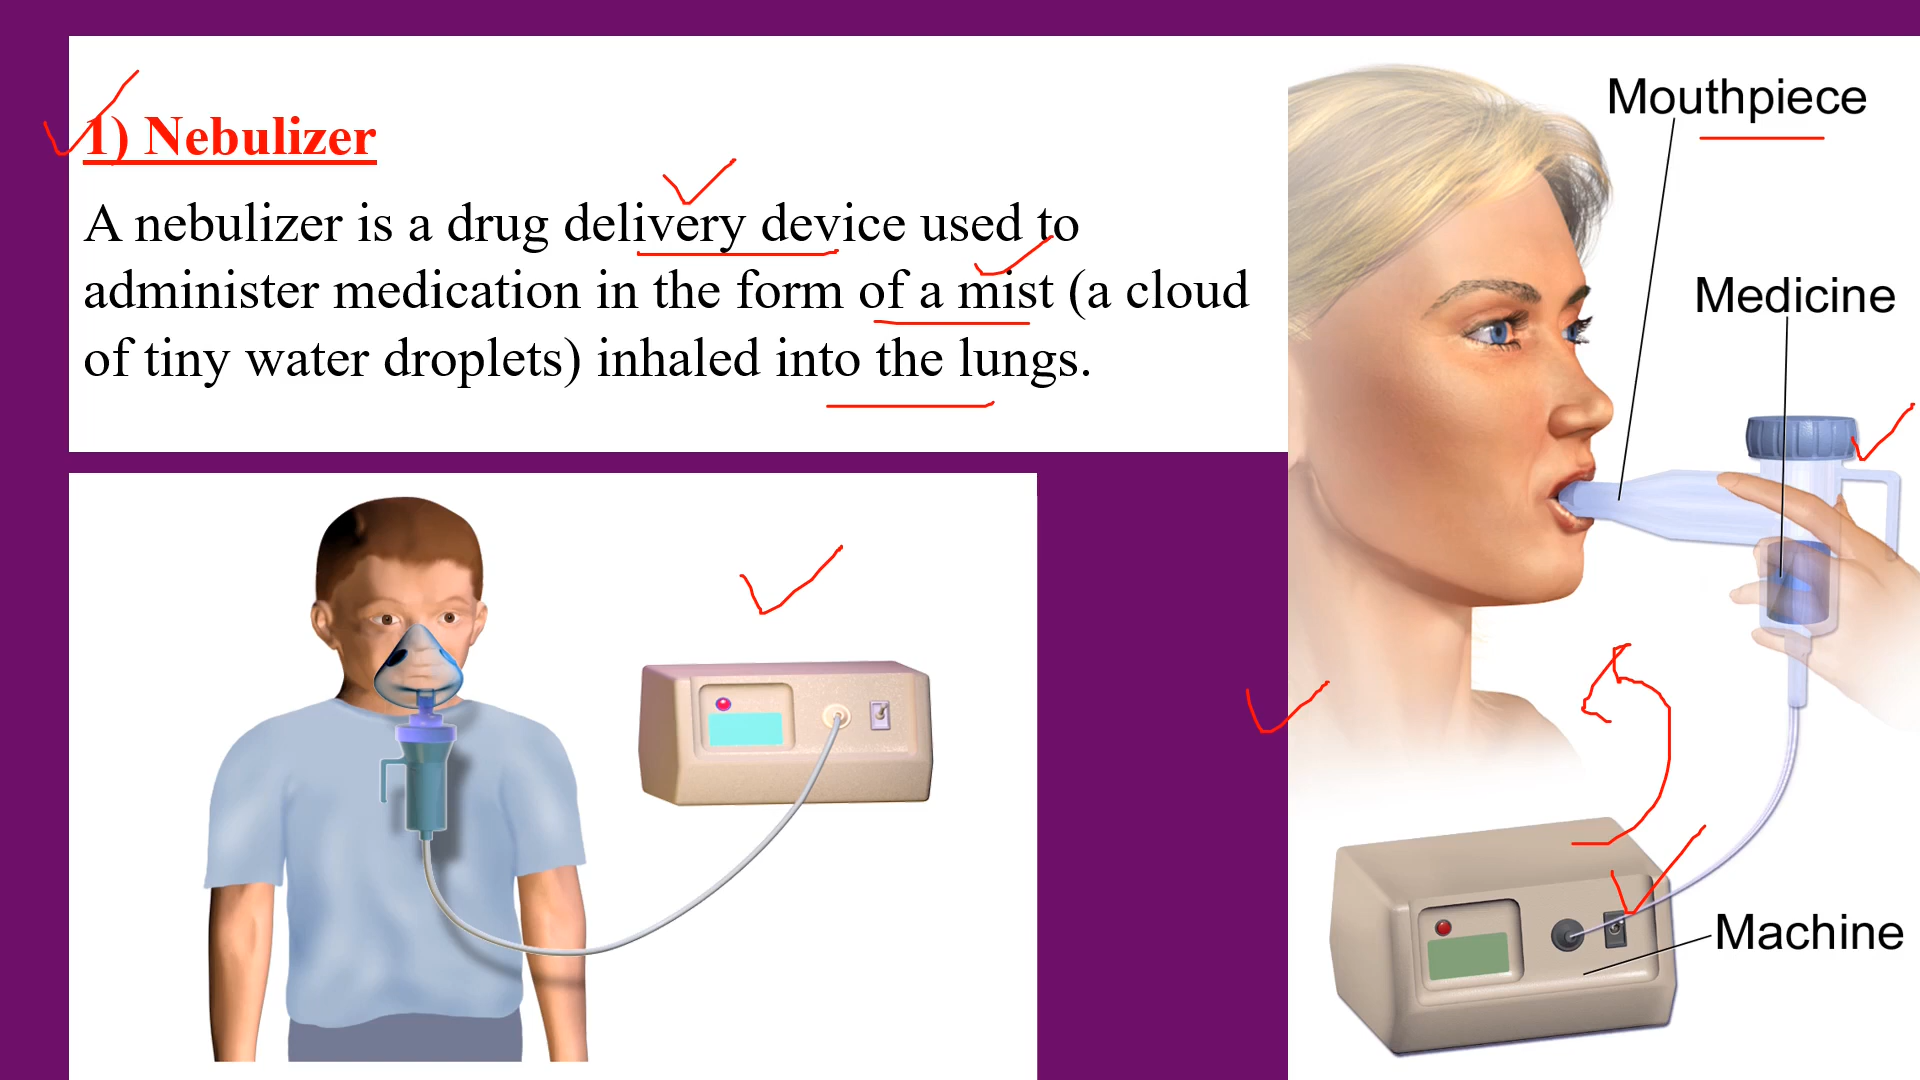 1) Nebulizer
A nebulizer is a drug delivery device used to
administer medication in the form of a mist (a cloud
of tiny water droplets) inhaled into the lungs.
Mouthpiece
Medicine
Machine